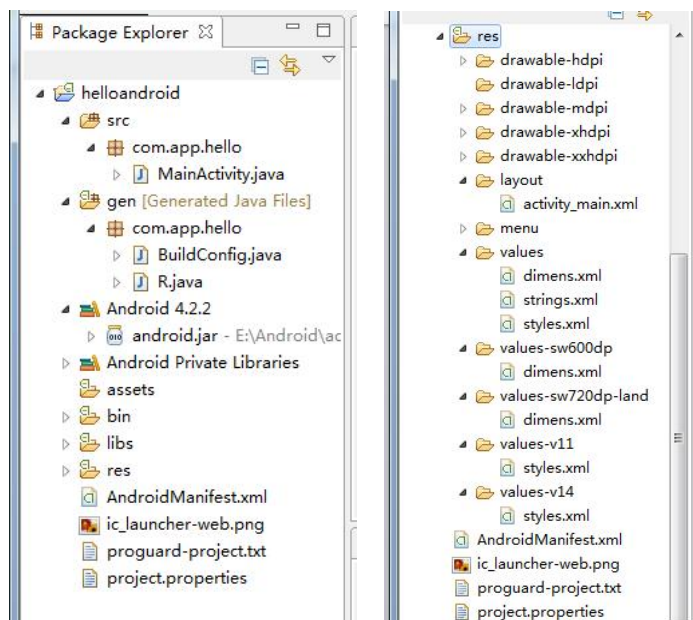 Package Explorer
helloandroid
src
com.app.hello
MainActivity.java
gen [Generated Java Files]
com.app.hello
BuildConfig.java
R.java
Android 4.2.2
android.jar - E:\Android\ac
Android Private Libraries
assets
bin
libs
res
AndroidManifest.xml
ic_launcher-web.png
proguard-project.txt
project.properties
res
drawable-hdpi
drawable-ldpi
drawable-mdpi
drawable-xhdpi
drawable-xxhdpi
layout
activity_main.xml
menu
values
dimens.xml
strings.xml
styles.xml
values-sw600dp
dimens.xml
values-sw720dp-land
dimens.xml
values-v11
styles.xml
values-v14
styles.xml
AndroidManifest.xml
ic_launcher-web.png
proguard-project.txt
project.properties